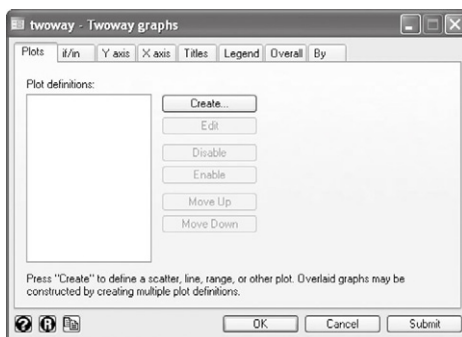 twoway - Twoway graphs
Plots if/in Y axis X axis Titles Legend Overall By
Plot definitions:
Create...
Edit
Disable
Enable
Move Up
Move Down
Press "Create" to define a scatter, line, range, or other plot. Overlaid graphs may be
constructed by creating multiple plot definitions.
? R OK Cancel Submit